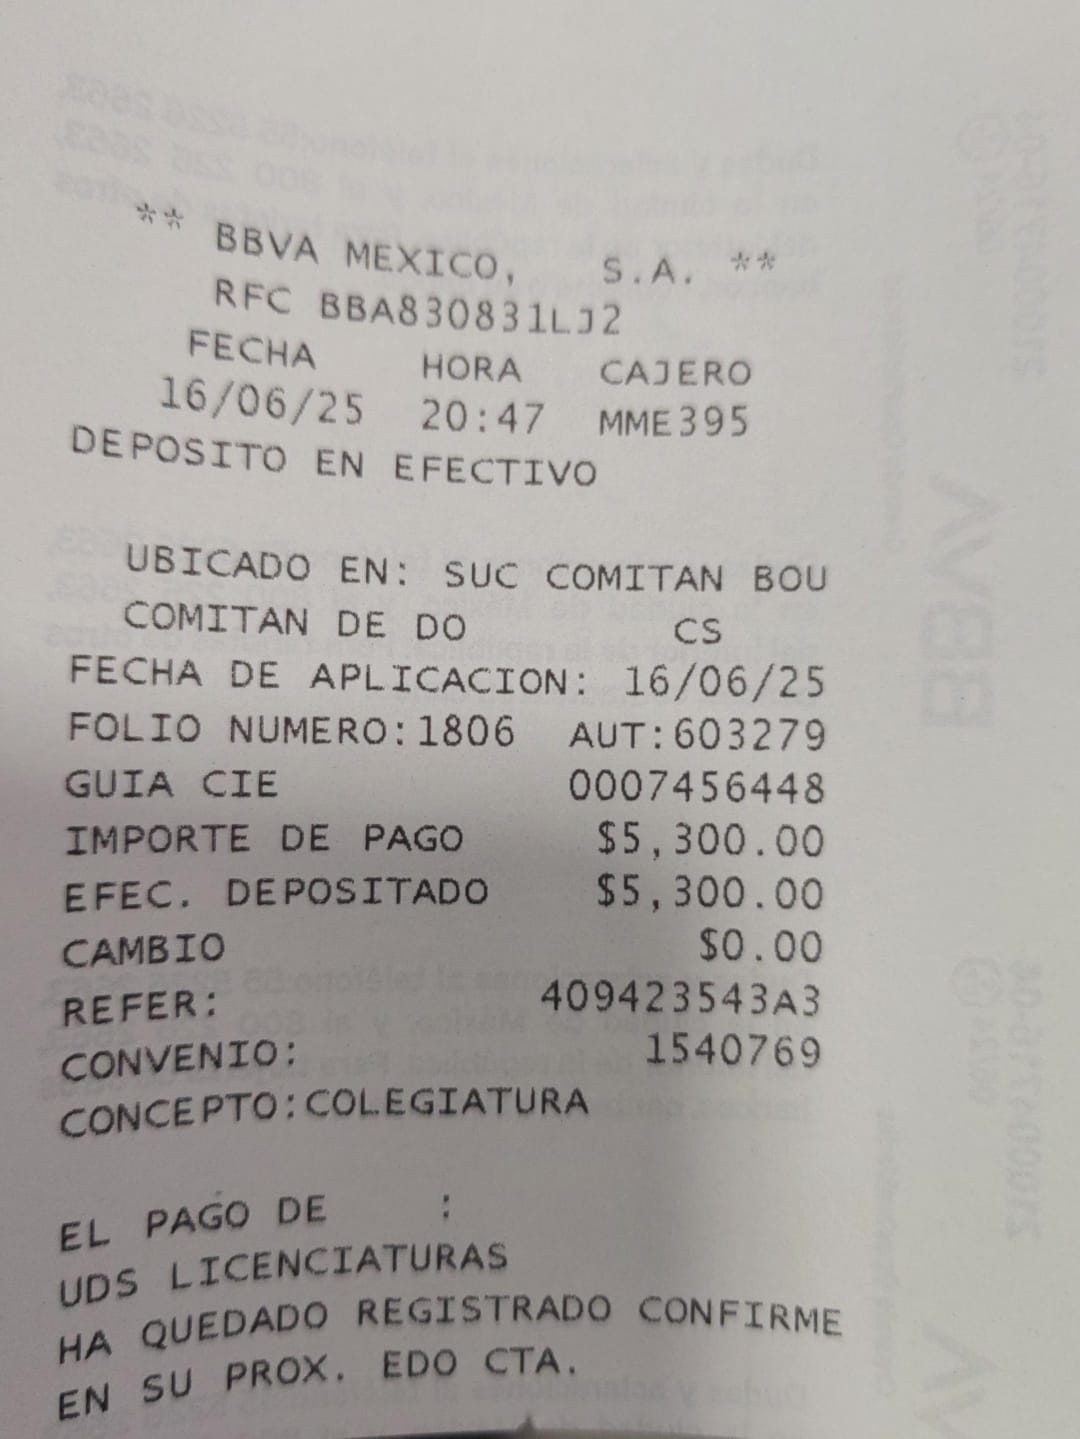 ** BBVA MEXICO, S.A. **
RFC BBA830831LJ2
FECHA HORA CAJERO
16/06/25 20:47 MME395
DEPOSITO EN EFECTIVO
UBICADO EN: SUC COMITAN BOU
COMITAN DE DO CS
FECHA DE APLICACION: 16/06/25
FOLIO NUMERO:1806 AUT:603279
GUIA CIE 0007456448
IMPORTE DE PAGO $5,300.00
EFEC. DEPOSITADO $5,300.00
CAMBIO $0.00
REFER: 409423543A3
CONVENIO: 1540769
CONCEPTO:COLEGIATURA
EL PAGO DE :
UDS LICENCIATURAS
HA QUEDADO REGISTRADO CONFIRME
EN SU PROX. EDO CTA.
BBVA